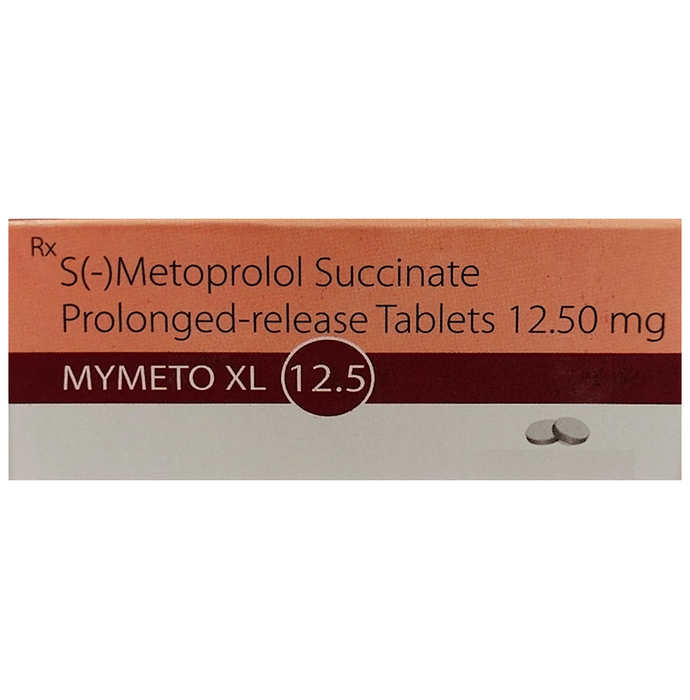 Rx
S(-)Metoprolol Succinate
Prolonged-release Tablets 12.50 mg
MYMETO XL 12.5